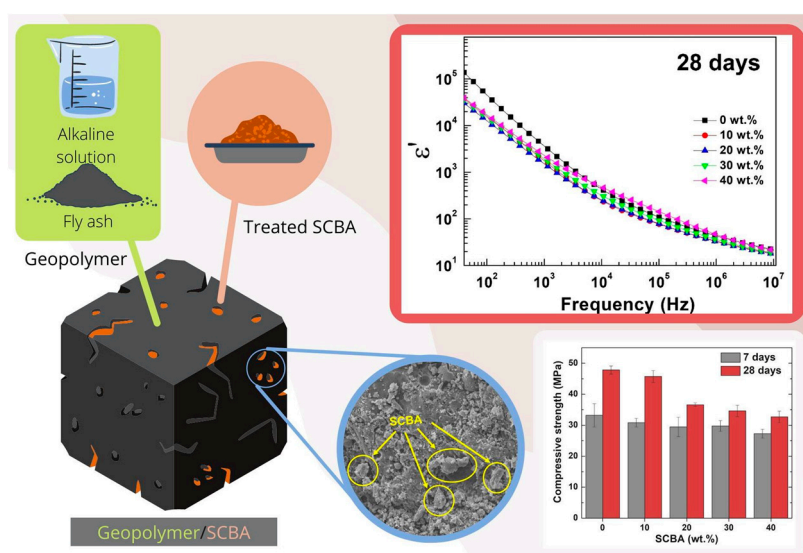 Alkaline
solution
Fly ash
Geopolymer
Treated SCBA
Geopolymer/SCBA
SCBA
28 days
0 wt.%
10 wt.%
20 wt.%
30 wt.%
40 wt.%
ε'
10⁵
10⁴
10³
10²
10¹
10² 10³ 10⁴ 10⁵ 10⁶ 10⁷
Frequency (Hz)
7 days
28 days
Compressive strength (MPa)
50
40
30
20
10
0
0 10 20 30 40
SCBA (wt.%)